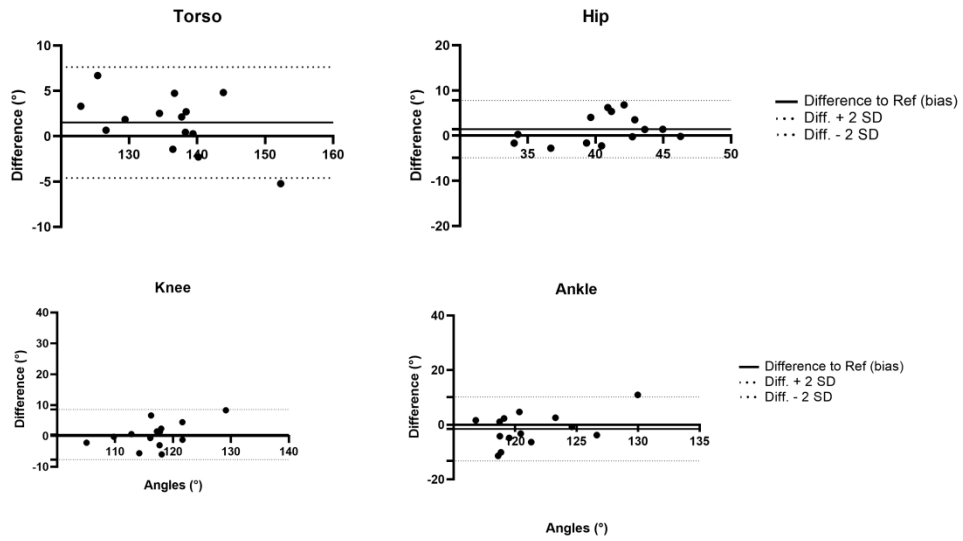 Torso
Difference (°)
10
5
0
-5
-10
130
140
150
160
Hip
Difference (°)
20
10
0
-10
-20
35
40
45
50
Difference to Ref (bias)
Diff. + 2 SD
Diff. - 2 SD
Knee
Difference (°)
40
30
20
10
0
-10
110
120
130
140
Angles (°)
Ankle
Difference (°)
40
20
0
-20
120
125
130
135
Angles (°)
Difference to Ref (bias)
Diff. + 2 SD
Diff. - 2 SD